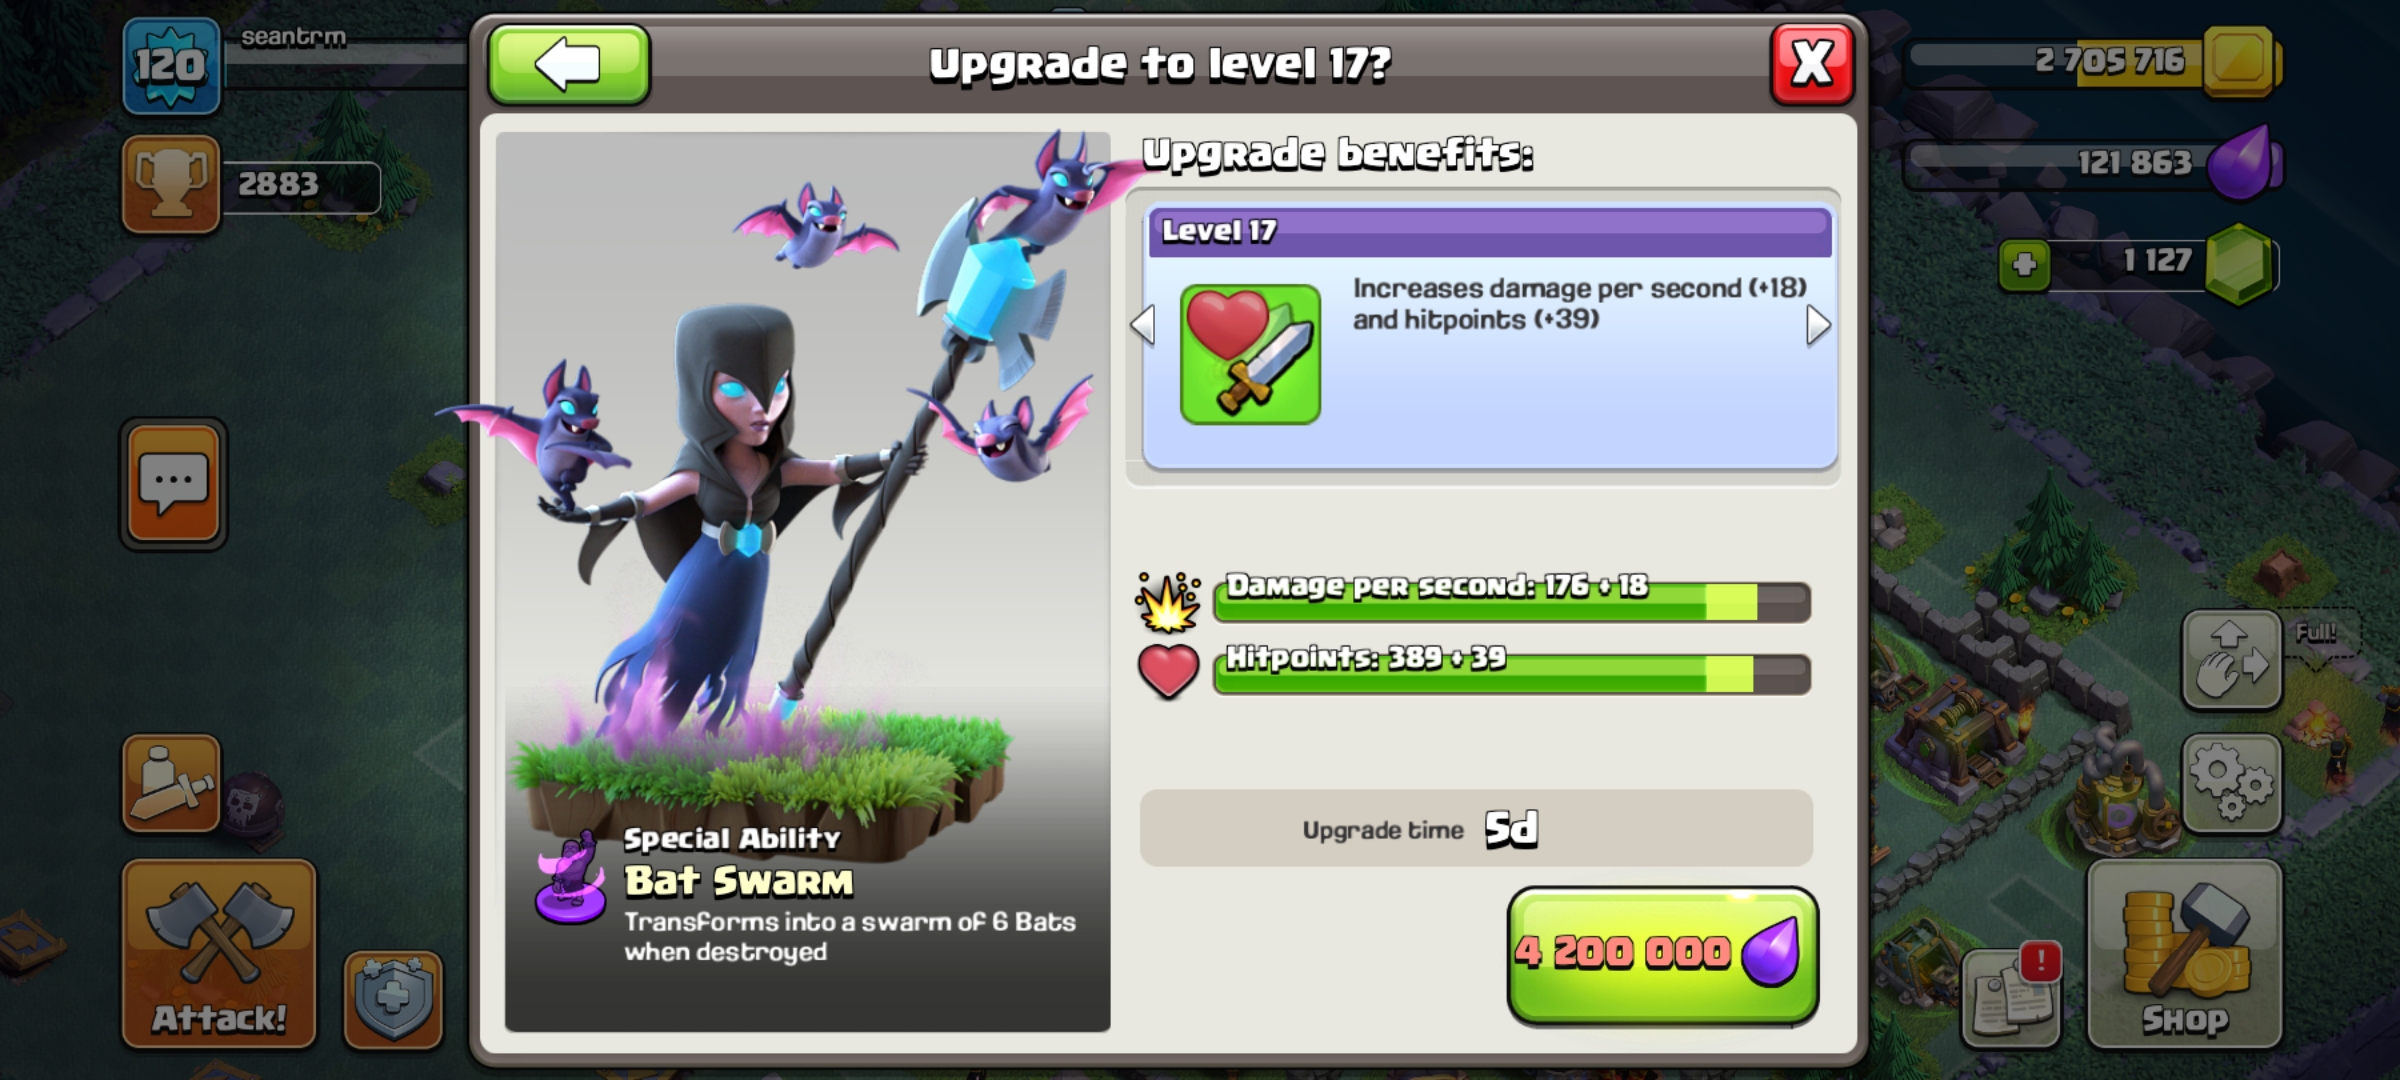 120
seantrm
2883
Attack!
Upgrade to level 17?
X
Special Ability
Bat Swarm
Transforms into a swarm of 6 Bats
when destroyed
Upgrade benefits:
Level 17
Increases damage per second (+18)
and hitpoints (+39)
Damage per second: 176 + 18
Hitpoints: 389 + 39
Upgrade time 5d
4 200 000
2 705 716
121 863
1 127
Full!
!
Shop